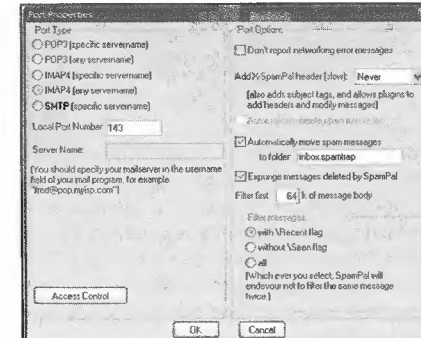 Port Properties
Port Type
POP3 (specific servername)
POP3 (any servername)
IMAP4 (specific servername)
IMAP4 (any servername)
SMTP (specific servername)
Local Port Number 143
Server Name:
(You should specify your mailserver in the username
field of your mail program, for example
"fred@pop.myisp.com")
Access Control
Port Options
Don't report networking error messages
Add X-SpamPal header (slow): Never
(also adds subject tags, and allows plugins to
add headers and modify messages)
Automatically move spam messages
to folder inbox.spamtrap
Expunge messages deleted by SpamPal
Filter first 64 k of message body
Filter messages
with \Recent flag
without \Seen flag
all
(Which ever you select, SpamPal will
endevour not to filter the same message
twice.)
OK
Cancel